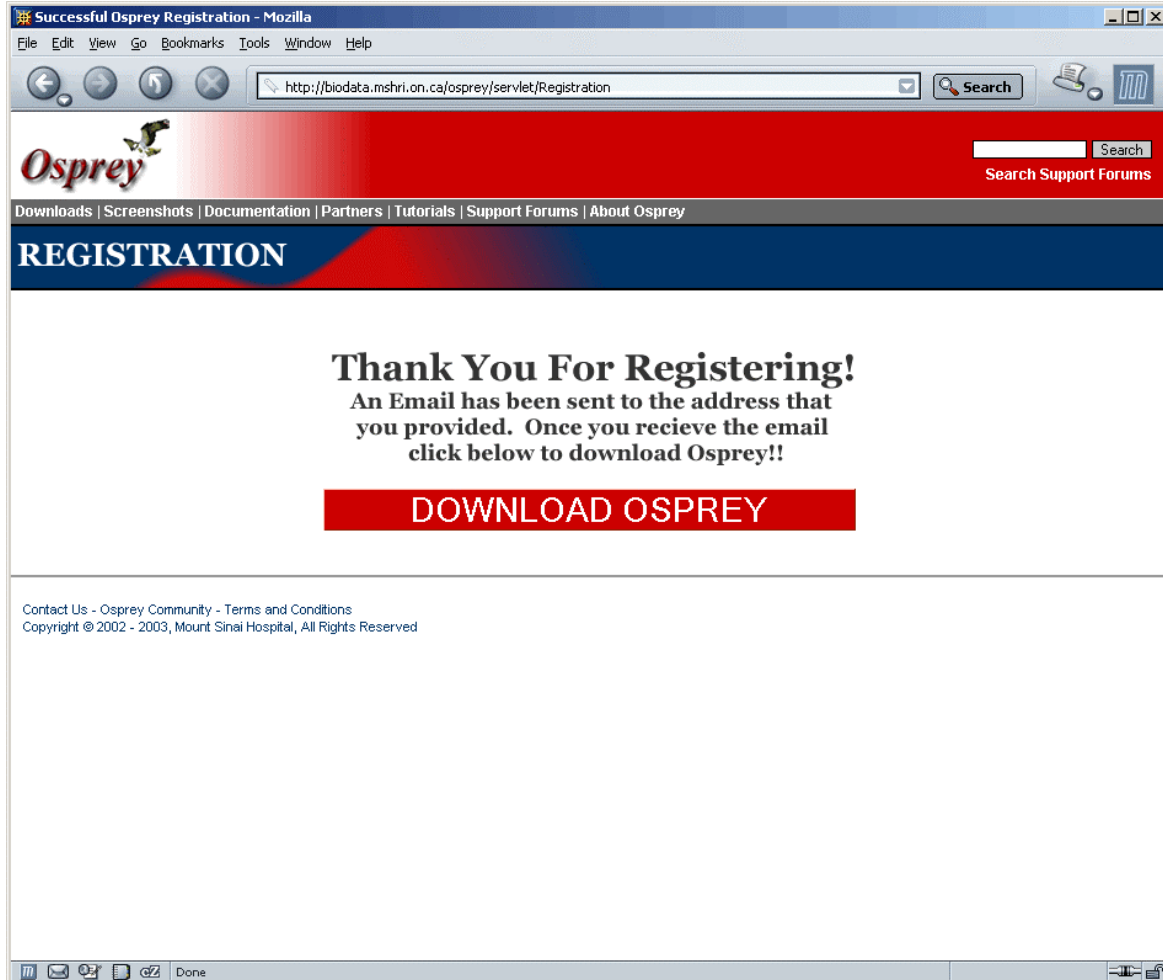 Successful Osprey Registration - Mozilla
File Edit View Go Bookmarks Tools Window Help
http://biodata.mshri.on.ca/osprey/servlet/Registration
Search
Osprey
Search
Search Support Forums
Downloads | Screenshots | Documentation | Partners | Tutorials | Support Forums | About Osprey
REGISTRATION
Thank You For Registering!
An Email has been sent to the address that
you provided. Once you recieve the email
click below to download Osprey!!
DOWNLOAD OSPREY
Contact Us - Osprey Community - Terms and Conditions
Copyright © 2002 - 2003, Mount Sinai Hospital, All Rights Reserved
Done